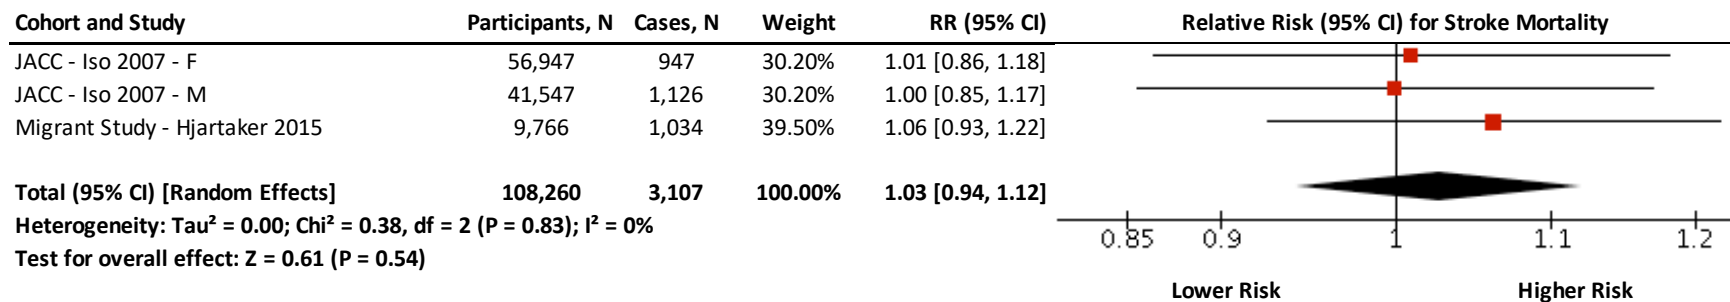 Cohort and Study Participants, N Cases, N Weight RR (95% CI) Relative Risk (95% CI) for Stroke Mortality
JACC - Iso 2007 - F 56,947 947 30.20% 1.01 [0.86, 1.18]
JACC - Iso 2007 - M 41,547 1,126 30.20% 1.00 [0.85, 1.17]
Migrant Study - Hjartaker 2015 9,766 1,034 39.50% 1.06 [0.93, 1.22]
Total (95% CI) [Random Effects] 108,260 3,107 100.00% 1.03 [0.94, 1.12]
Heterogeneity: Tau² = 0.00; Chi² = 0.38, df = 2 (P = 0.83); I² = 0%
0.85 0.9 1 1.1 1.2
Test for overall effect: Z = 0.61 (P = 0.54)
Lower Risk Higher Risk